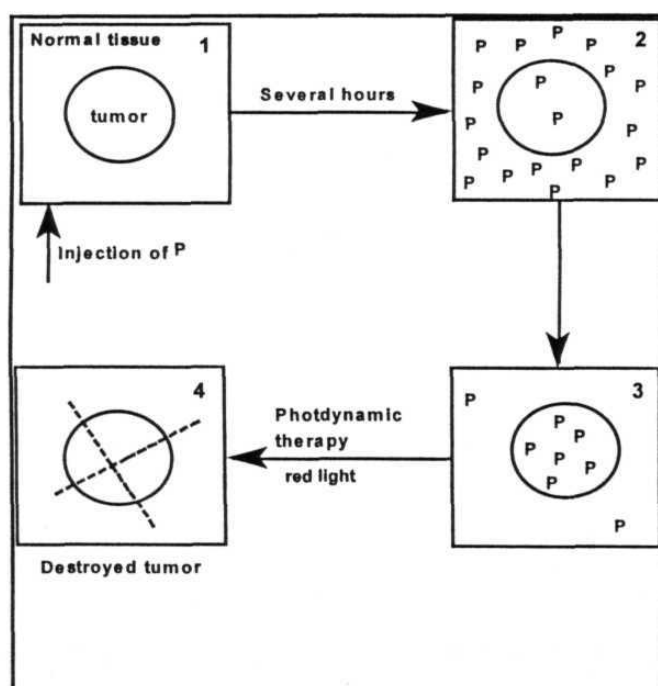 Normal tissue
1
tumor
Injection of P
Several hours
2
P P P P
P P P
P P
P P
P P P P P
P P P P
3
P
P
P P
P P
P
P
Photdynamic
therapy
red light
4
Destroyed tumor